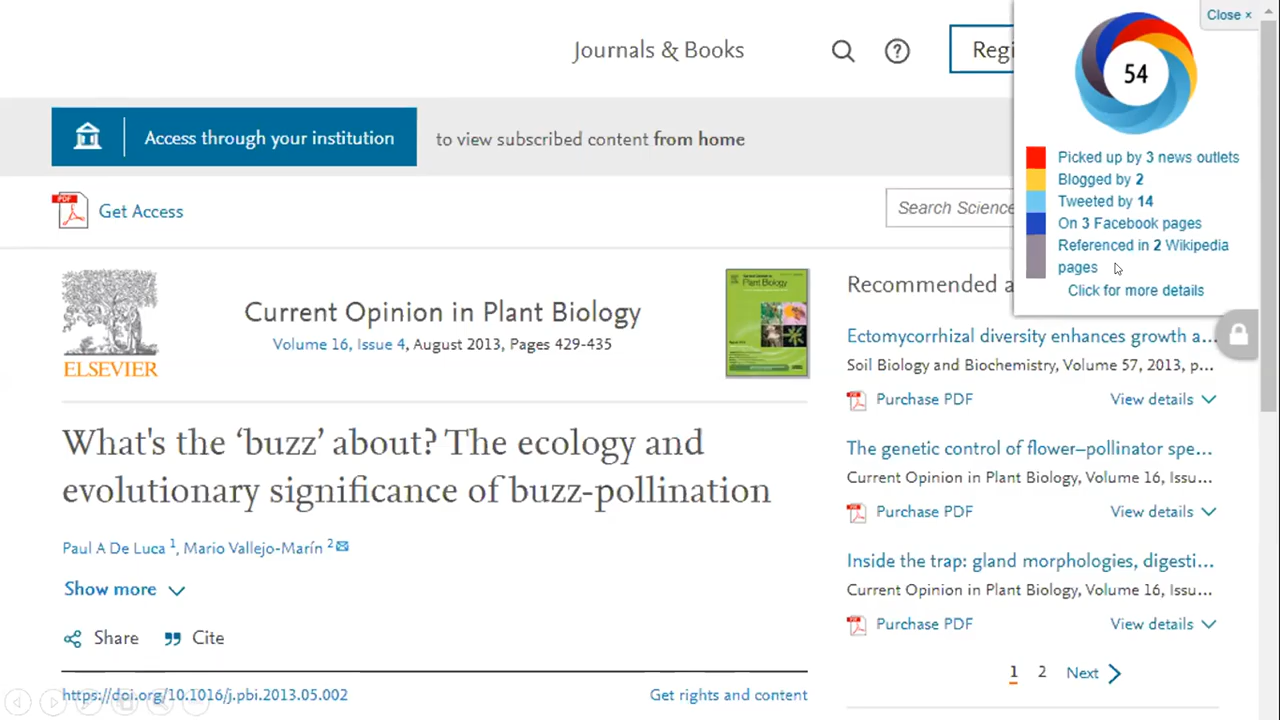 Journals & Books
Regi
Close ×
54
Picked up by 3 news outlets
Blogged by 2
Tweeted by 14
On 3 Facebook pages
Referenced in 2 Wikipedia
pages
Click for more details
Access through your institution
to view subscribed content from home
PDF
Get Access
Search Science
ELSEVIER
Current Opinion in Plant Biology
Volume 16, Issue 4, August 2013, Pages 429-435
Plant Biology
What's the ‘buzz’ about? The ecology and
evolutionary significance of buzz-pollination
Paul A De Luca 1, Mario Vallejo-Marín 2
Show more
Share
Cite
https://doi.org/10.1016/j.pbi.2013.05.002
Get rights and content
Recommended a
Ectomycorrhizal diversity enhances growth a...
Soil Biology and Biochemistry, Volume 57, 2013, p...
Purchase PDF
View details
The genetic control of flower–pollinator spe...
Current Opinion in Plant Biology, Volume 16, Issu...
Purchase PDF
View details
Inside the trap: gland morphologies, digesti...
Current Opinion in Plant Biology, Volume 16, Issu...
Purchase PDF
View details
1 2 Next